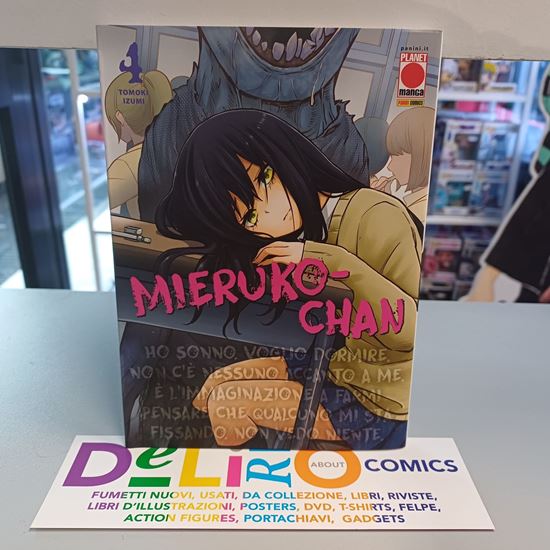 4
TOMOKI
IZUMI
panini.it
PLANET
manga
PANINI COMICS
MIERUKO-
CHAN
HO SONNO, VOGLIO DORMIRE,
NON C'È NESSUNO ACCANTO A ME,
È L'IMMAGINAZIONE A FARMI
PENSARE CHE QUALCUNO MI STA
FISSANDO, NON VEDO NIENTE
DeLiRO ABOUT COMICS
FUMETTI NUOVI, USATI, DA COLLEZIONE, LIBRI, RIVISTE,
LIBRI D'ILLUSTRAZIONI, POSTERS, DVD, T-SHIRTS, FELPE,
ACTION FIGURES, PORTACHIAVI, GADGETS